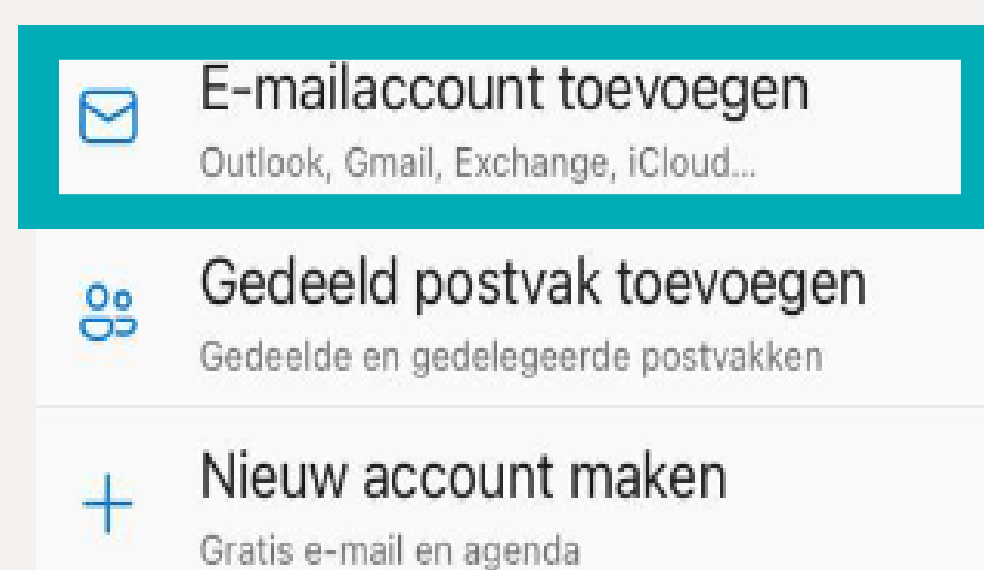 E-mailaccount toevoegen
Outlook, Gmail, Exchange, iCloud...
Gedeeld postvak toevoegen
Gedeelde en gedelegeerde postvakken
Nieuw account maken
Gratis e-mail en agenda